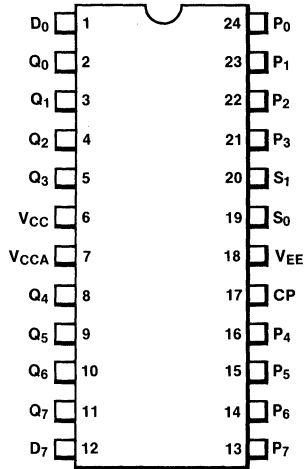 D0 1 24 P0
Q0 2 23 P1
Q1 3 22 P2
Q2 4 21 P3
Q3 5 20 S1
VCC 6 19 S0
VCCA 7 18 VEE
Q4 8 17 CP
Q5 9 16 P4
Q6 10 15 P5
Q7 11 14 P6
D7 12 13 P7